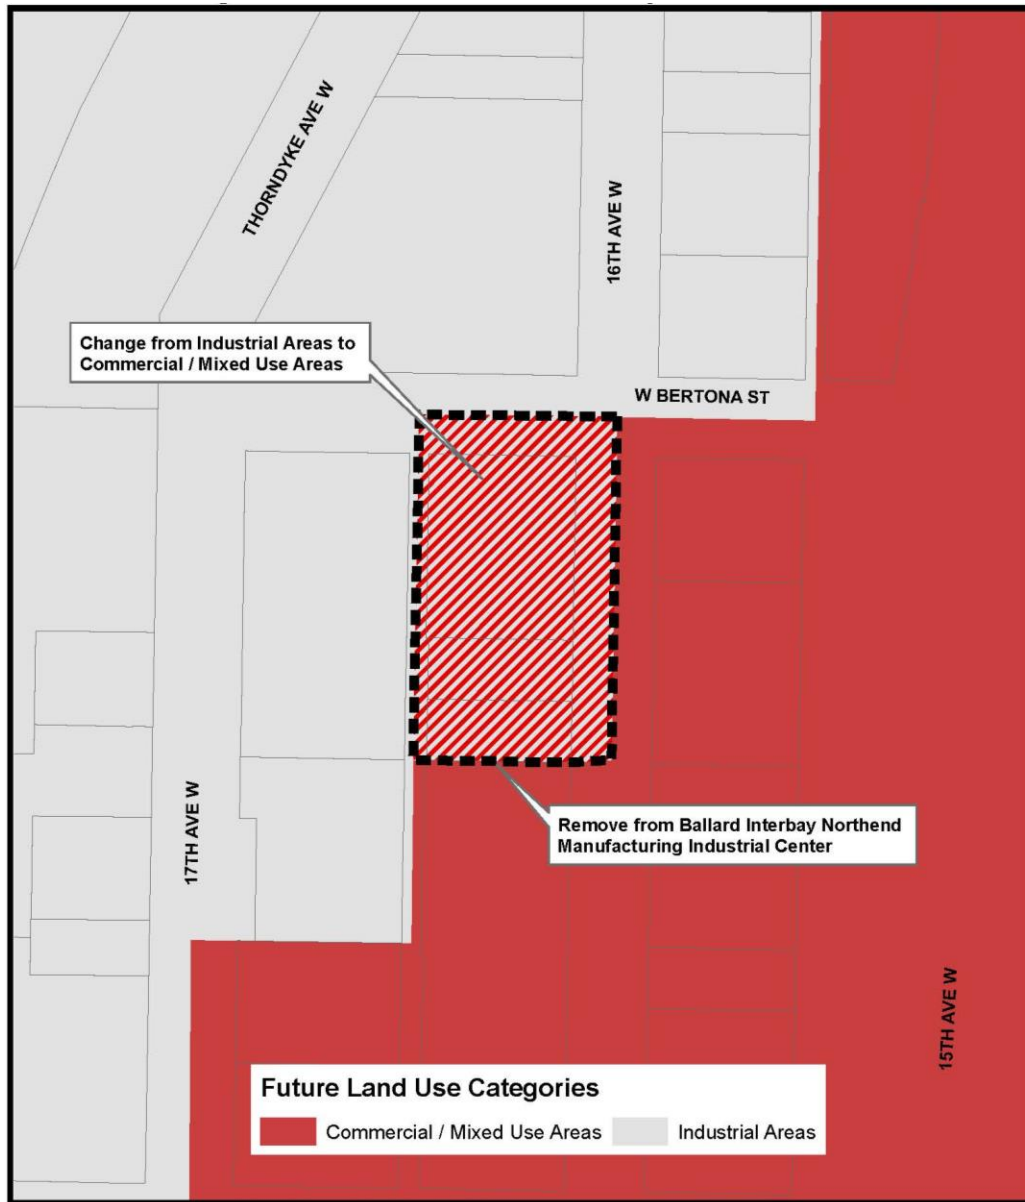 THORNDYKE AVE W
16TH AVE W
Change from Industrial Areas to
Commercial / Mixed Use Areas
W BERTONA ST
Remove from Ballard Interbay Northend
Manufacturing Industrial Center
17TH AVE W
15TH AVE W
Future Land Use Categories
Commercial / Mixed Use Areas
Industrial Areas